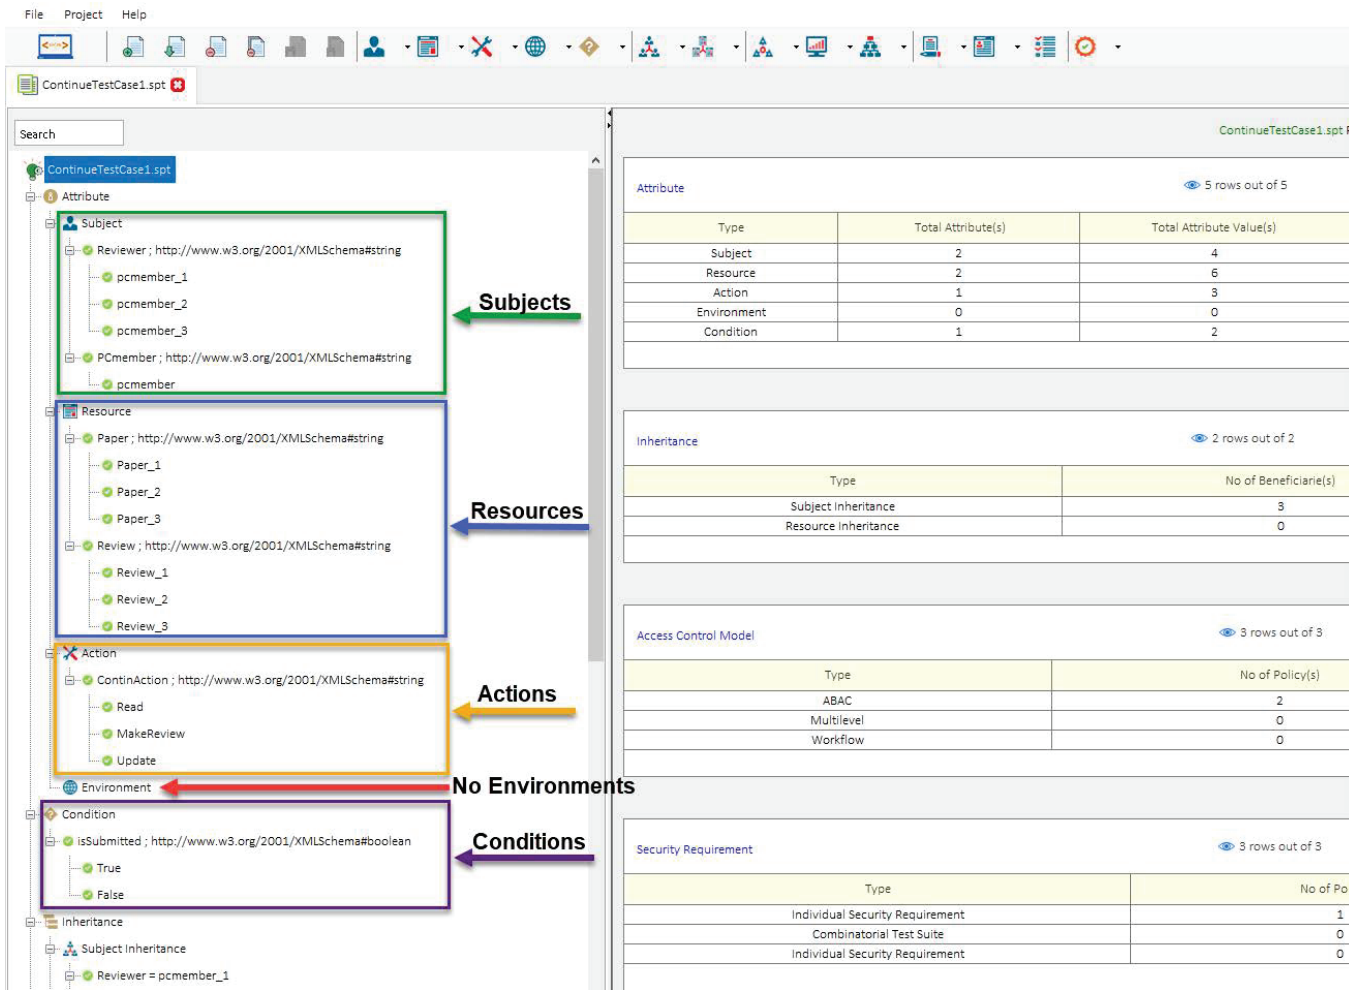 File Project Help
ContinueTestCase1.spt
Search
ContinueTestCase1.spt
Attribute
Subject
Reviewer ; http://www.w3.org/2001/XMLSchema#string
pcmember_1
pcmember_2
pcmember_3
PCmember ; http://www.w3.org/2001/XMLSchema#string
pcmember
Resource
Paper ; http://www.w3.org/2001/XMLSchema#string
Paper_1
Paper_2
Paper_3
Review ; http://www.w3.org/2001/XMLSchema#string
Review_1
Review_2
Review_3
Action
ContinAction ; http://www.w3.org/2001/XMLSchema#string
Read
MakeReview
Update
Environment
Condition
isSubmitted ; http://www.w3.org/2001/XMLSchema#boolean
True
False
Inheritance
Subject Inheritance
Reviewer = pcmember_1
Subjects
Resources
Actions
No Environments
Conditions
ContinueTestCase1.spt
Attribute 5 rows out of 5
Type Total Attribute(s) Total Attribute Value(s)
Subject 2 4
Resource 2 6
Action 1 3
Environment 0 0
Condition 1 2
Inheritance 2 rows out of 2
Type No of Beneficiarie(s)
Subject Inheritance 3
Resource Inheritance 0
Access Control Model 3 rows out of 3
Type No of Policy(s)
ABAC 2
Multilevel 0
Workflow 0
Security Requirement 3 rows out of 3
Type No of Po
Individual Security Requirement 1
Combinatorial Test Suite 0
Individual Security Requirement 0